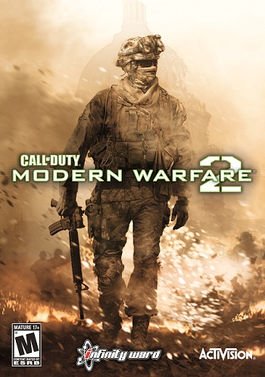 CALL OF DUTY
MODERN WARFARE 2
MATURE 17+
M
ESRB
infinity ward
ACTIVISION